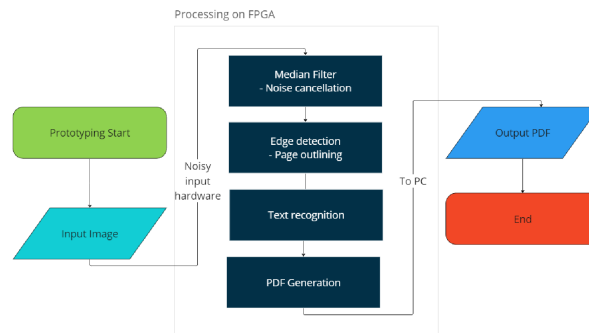 Processing on FPGA
Prototyping Start
Input Image
Noisy
input
hardware
Median Filter
- Noise cancellation
Edge detection
- Page outlining
Text recognition
PDF Generation
To PC
Output PDF
End